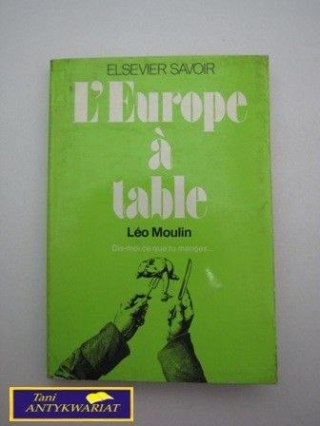 ELSEVIER SAVOIR
L'Europe
à
table
Léo Moulin
Dis-moi ce que tu manges...
Tani
ANTYKWARIAT